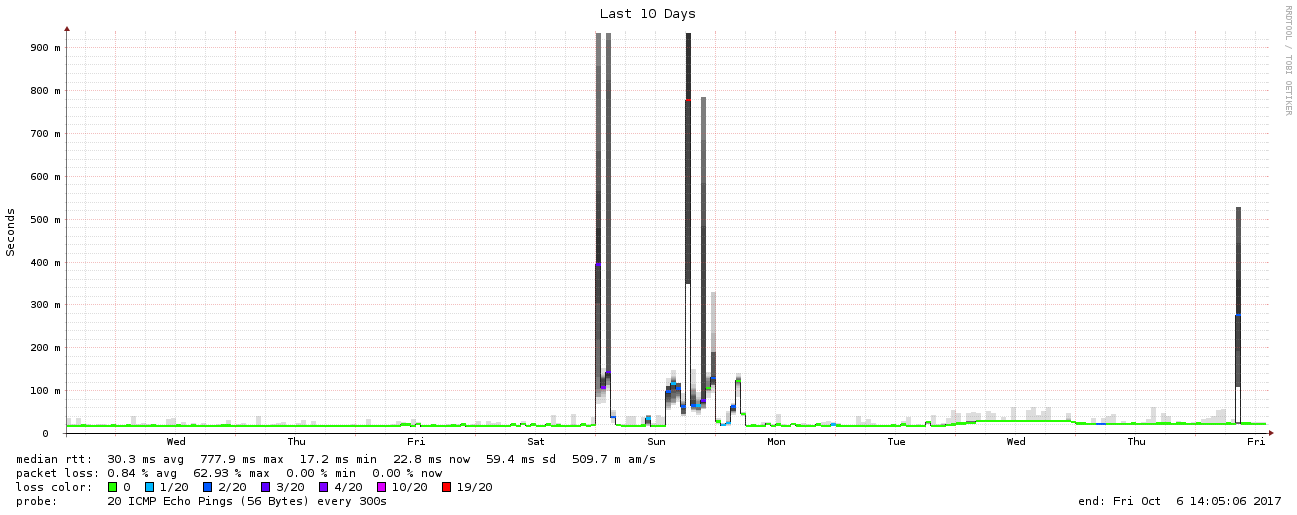 Last 10 Days
RRDTOOL / TOBI OETIKER
Seconds
900 m
800 m
700 m
600 m
500 m
400 m
300 m
200 m
100 m
0
Wed Thu Fri Sat Sun Mon Tue Wed Thu Fri
median rtt: 30.3 ms avg 777.9 ms max 17.2 ms min 22.8 ms now 59.4 ms sd 509.7 m am/s
packet loss: 0.84 % avg 62.93 % max 0.00 % min 0.00 % now
loss color: 0 1/20 2/20 3/20 4/20 10/20 19/20
probe: 20 ICMP Echo Pings (56 Bytes) every 300s end: Fri Oct 6 14:05:06 2017